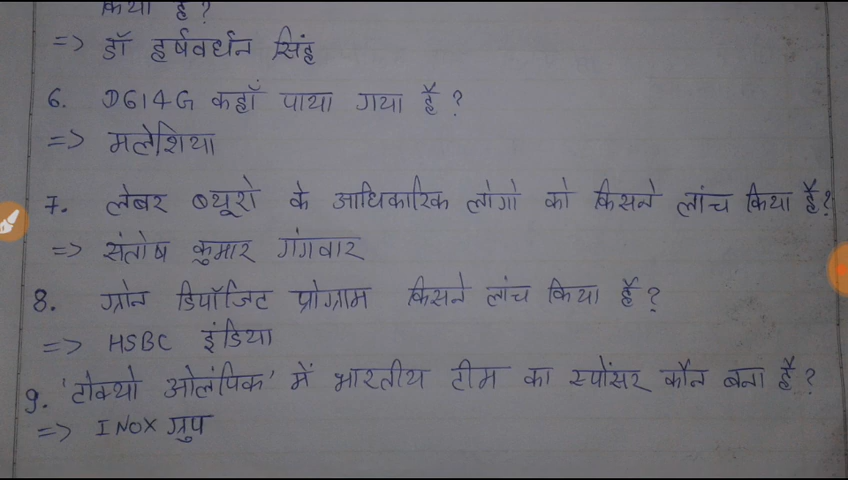 किया है?
=> डॉ हर्षवर्धन सिंह
6. D614G कहाँ पाया गया है?
=> मलेशिया
7. लेबर ब्यूरो के आधिकारिक लोगो को किसने लांच किया है?
=> संतोष कुमार गंगवार
8. ग्रीन डिपॉजिट प्रोग्राम किसने लांच किया है?
=> HSBC इंडिया
9. 'टोक्यो ओलंपिक' में भारतीय टीम का स्पोंसर कौन बना है?
=> INOX ग्रुप